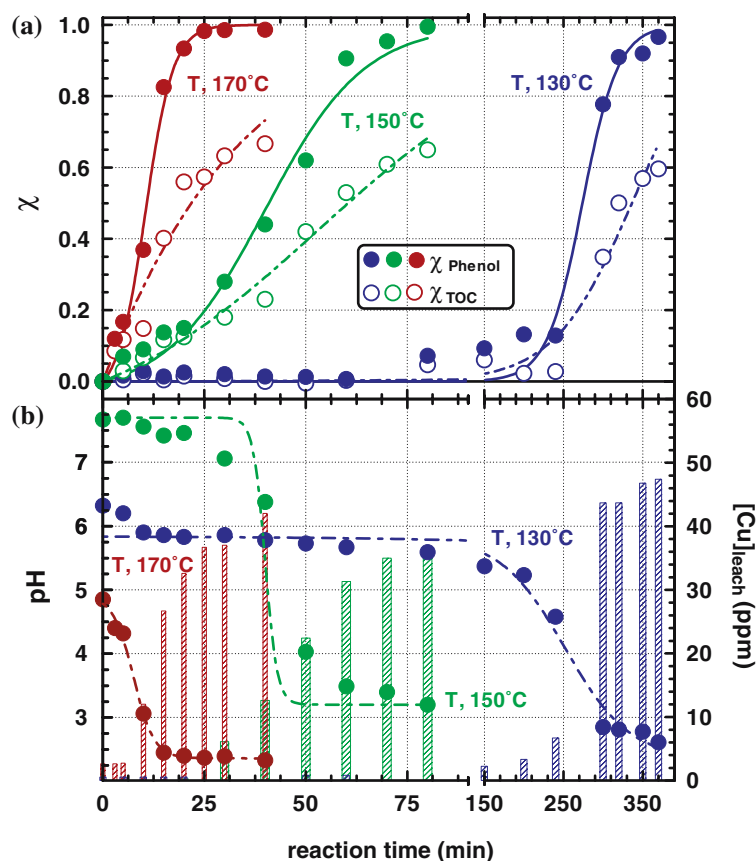 (a)
1.0
0.8
0.6
0.4
0.2
0.0
χ
T, 170°C
T, 150°C
T, 130°C
χ Phenol
χ TOC
(b)
7
6
5
4
3
pH
60
50
40
30
20
10
0
[Cu]leach (ppm)
T, 130°C
T, 170°C
T, 150°C
0 25 50 75 150 250 350
reaction time (min)